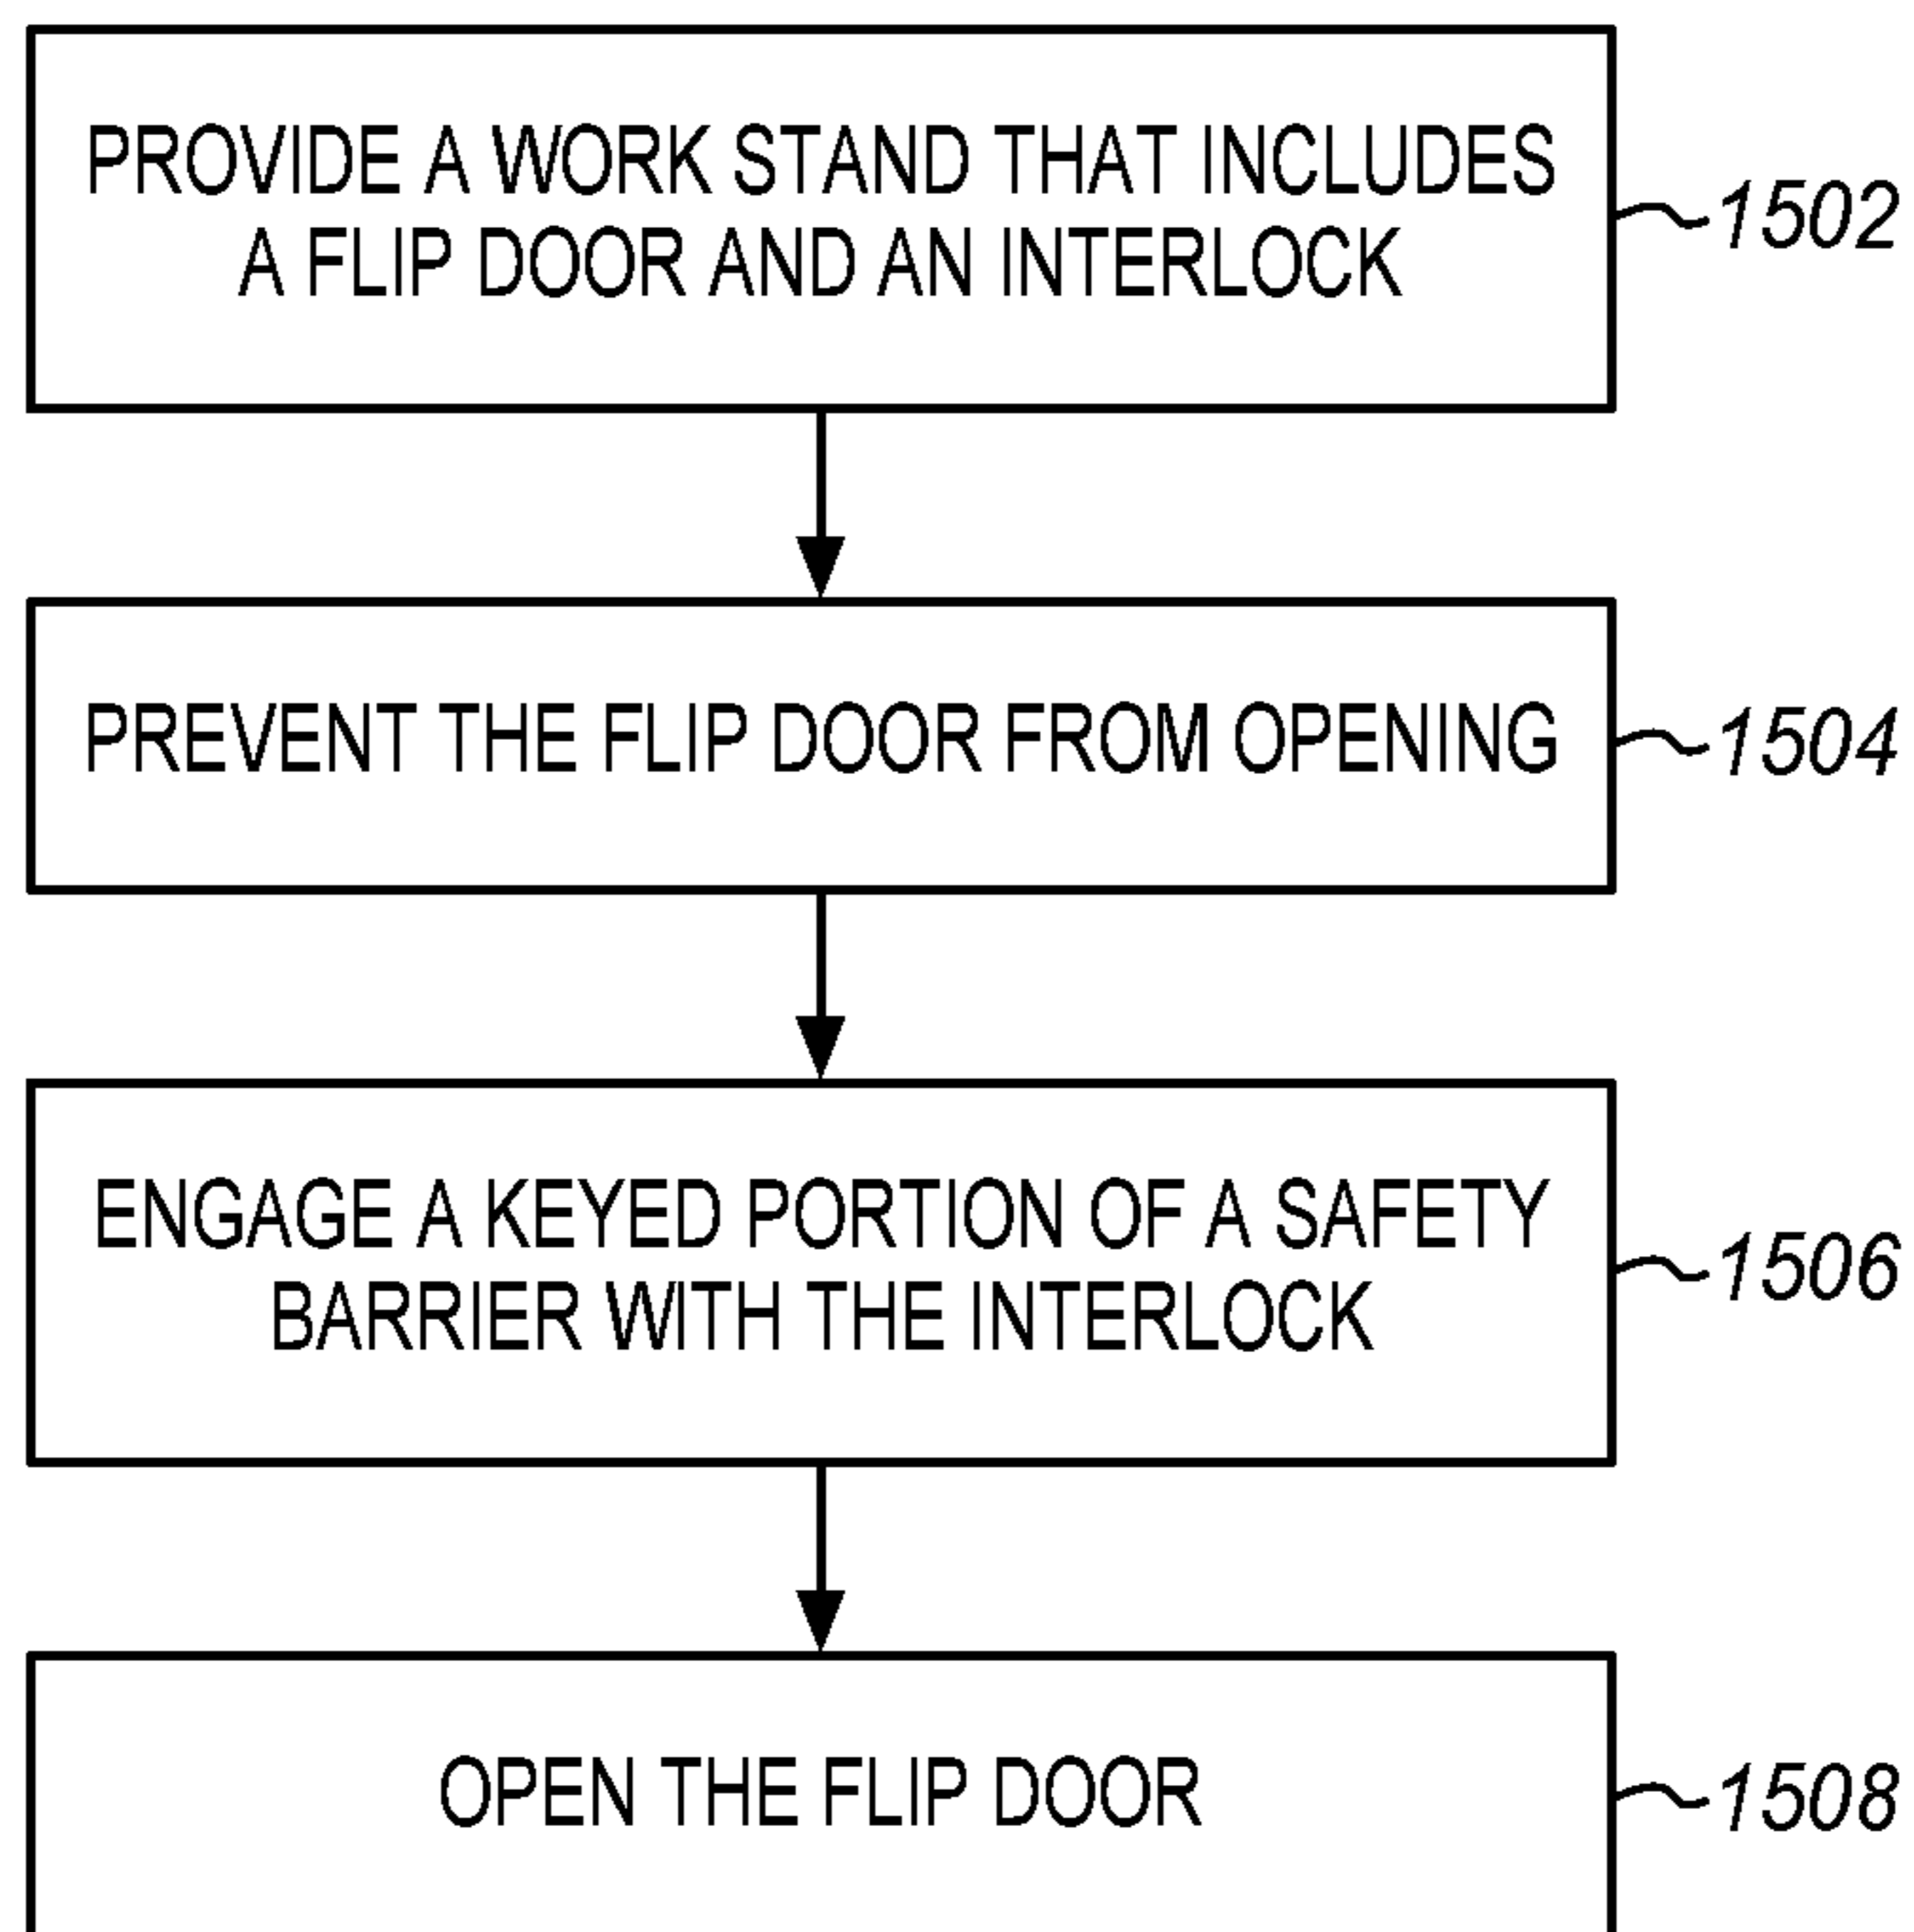 PROVIDE A WORK STAND THAT INCLUDES
A FLIP DOOR AND AN INTERLOCK
1502
PREVENT THE FLIP DOOR FROM OPENING
1504
ENGAGE A KEYED PORTION OF A SAFETY
BARRIER WITH THE INTERLOCK
1506
OPEN THE FLIP DOOR
1508